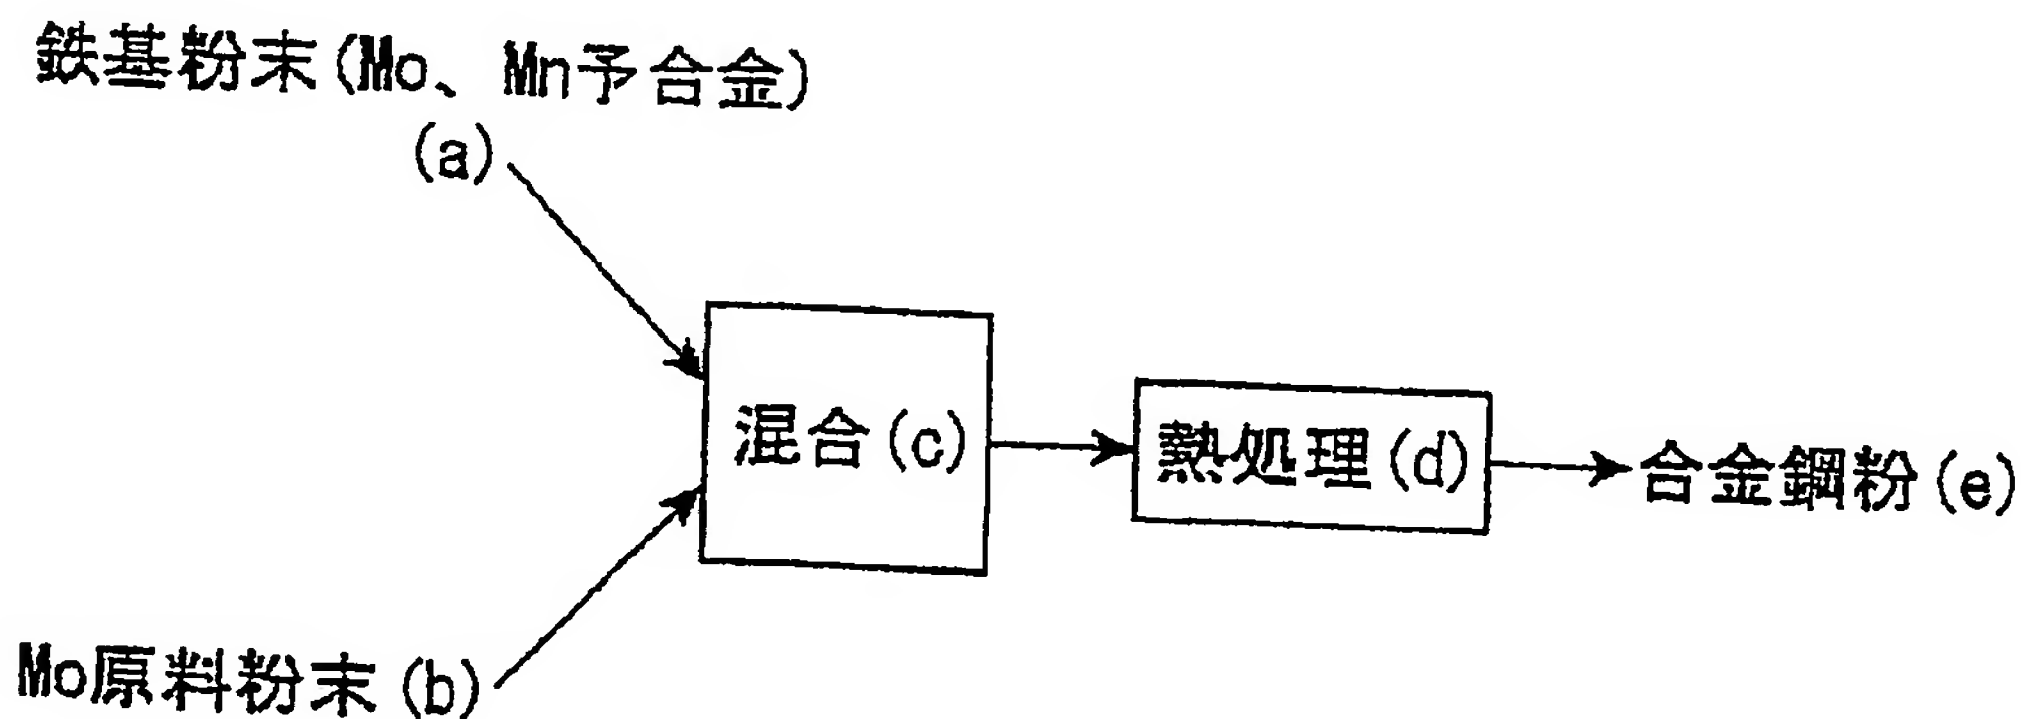 鉄基粉末(Mo、Mn予合金)
(a)
混合(c)
熱処理(d)
合金鋼粉(e)
Mo原料粉末(b)